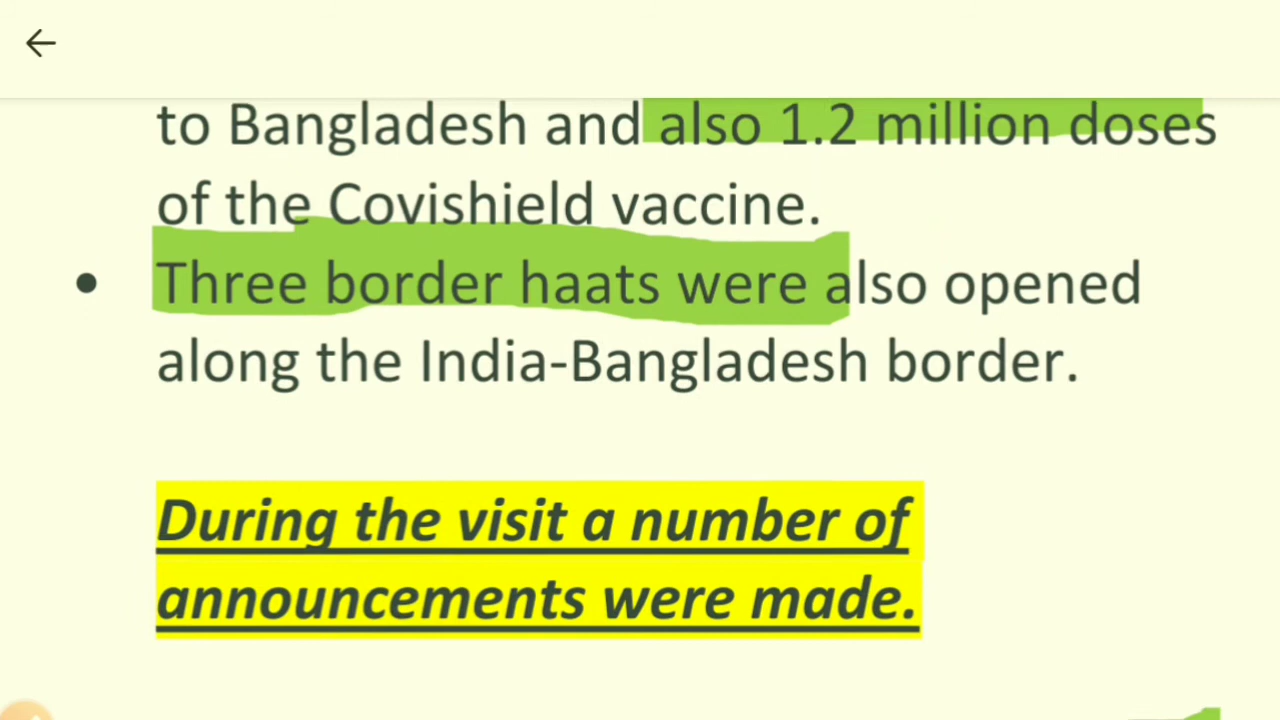 to Bangladesh and also 1.2 million doses
of the Covishield vaccine.
• Three border haats were also opened
along the India-Bangladesh border.
During the visit a number of
announcements were made.